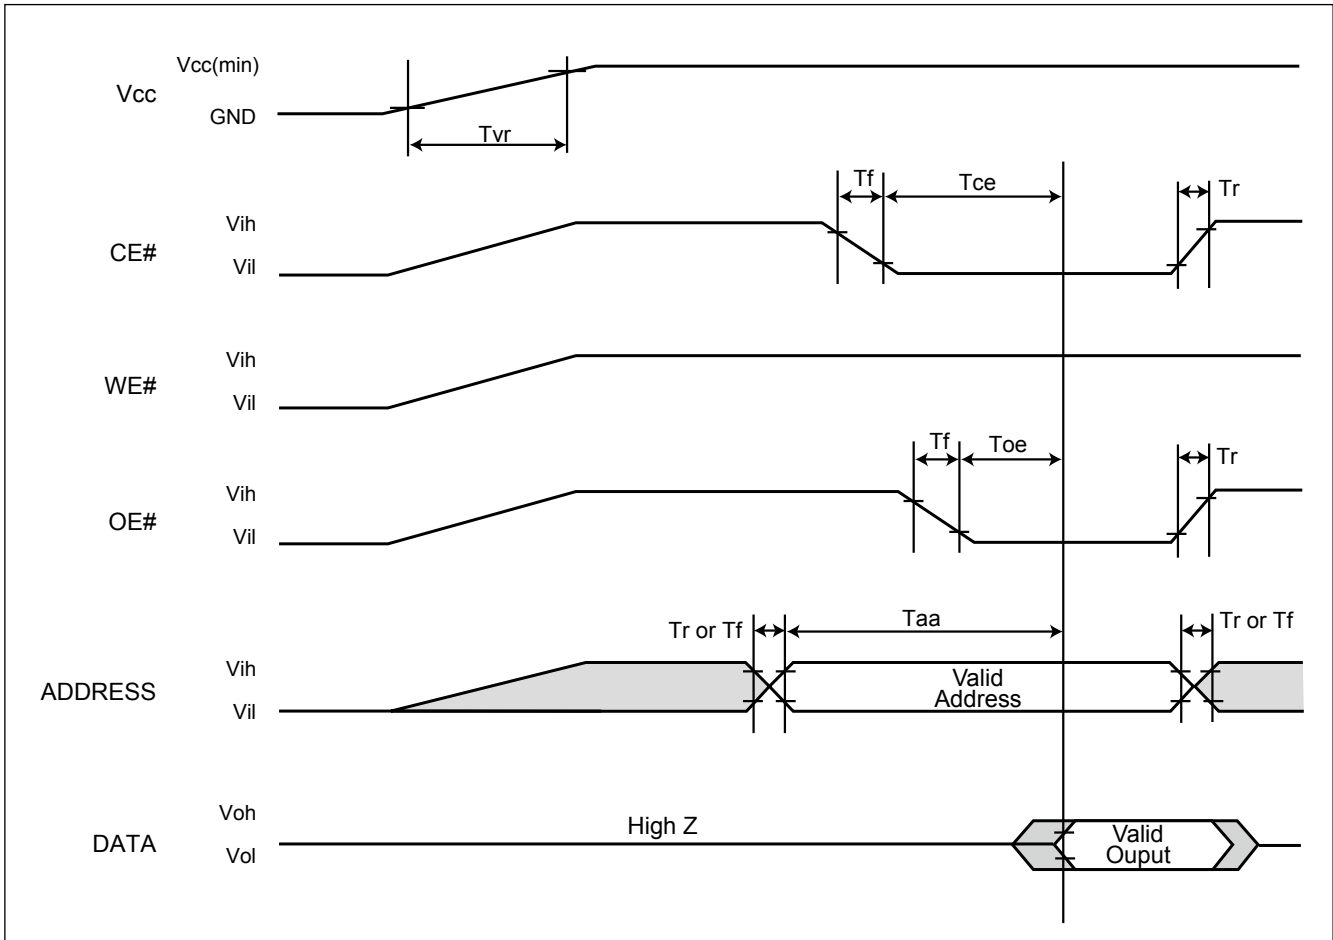 Vcc(min)
Vcc
GND
Tvr
Tf
Tce
Tr
Vih
CE#
Vil
Vih
WE#
Vil
Tf
Toe
Tr
Vih
OE#
Vil
Tr or Tf
Taa
Tr or Tf
Vih
ADDRESS
Vil
Valid
Address
Voh
DATA
Vol
High Z
Valid
Ouput